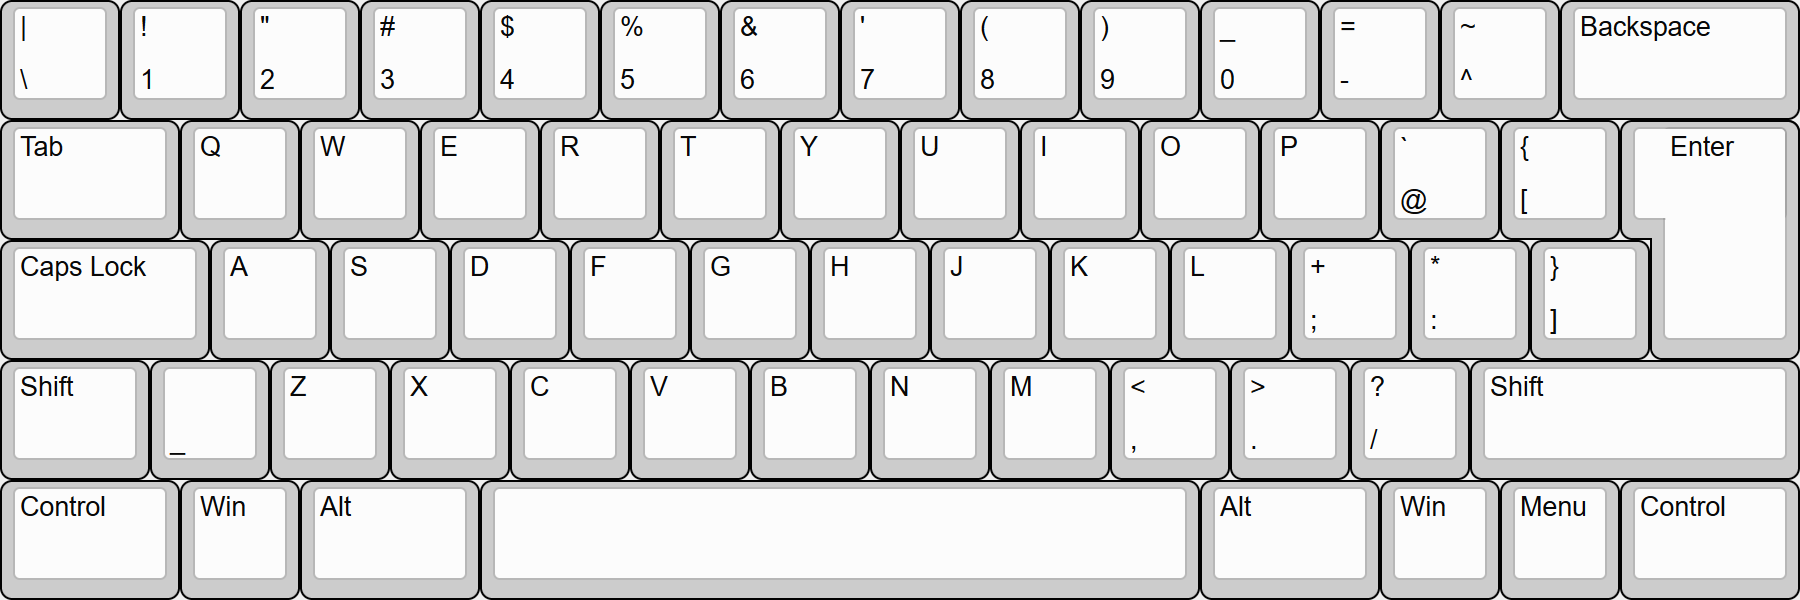 | ! " # $ % & ' ( ) _ = ~ Backspace
\ 1 2 3 4 5 6 7 8 9 0 - ^
Tab Q W E R T Y U I O P ` { Enter
@ [
Caps Lock A S D F G H J K L + * }
; : ]
Shift Z X C V B N M < > ? Shift
_ , . /
Control Win Alt Alt Win Menu Control